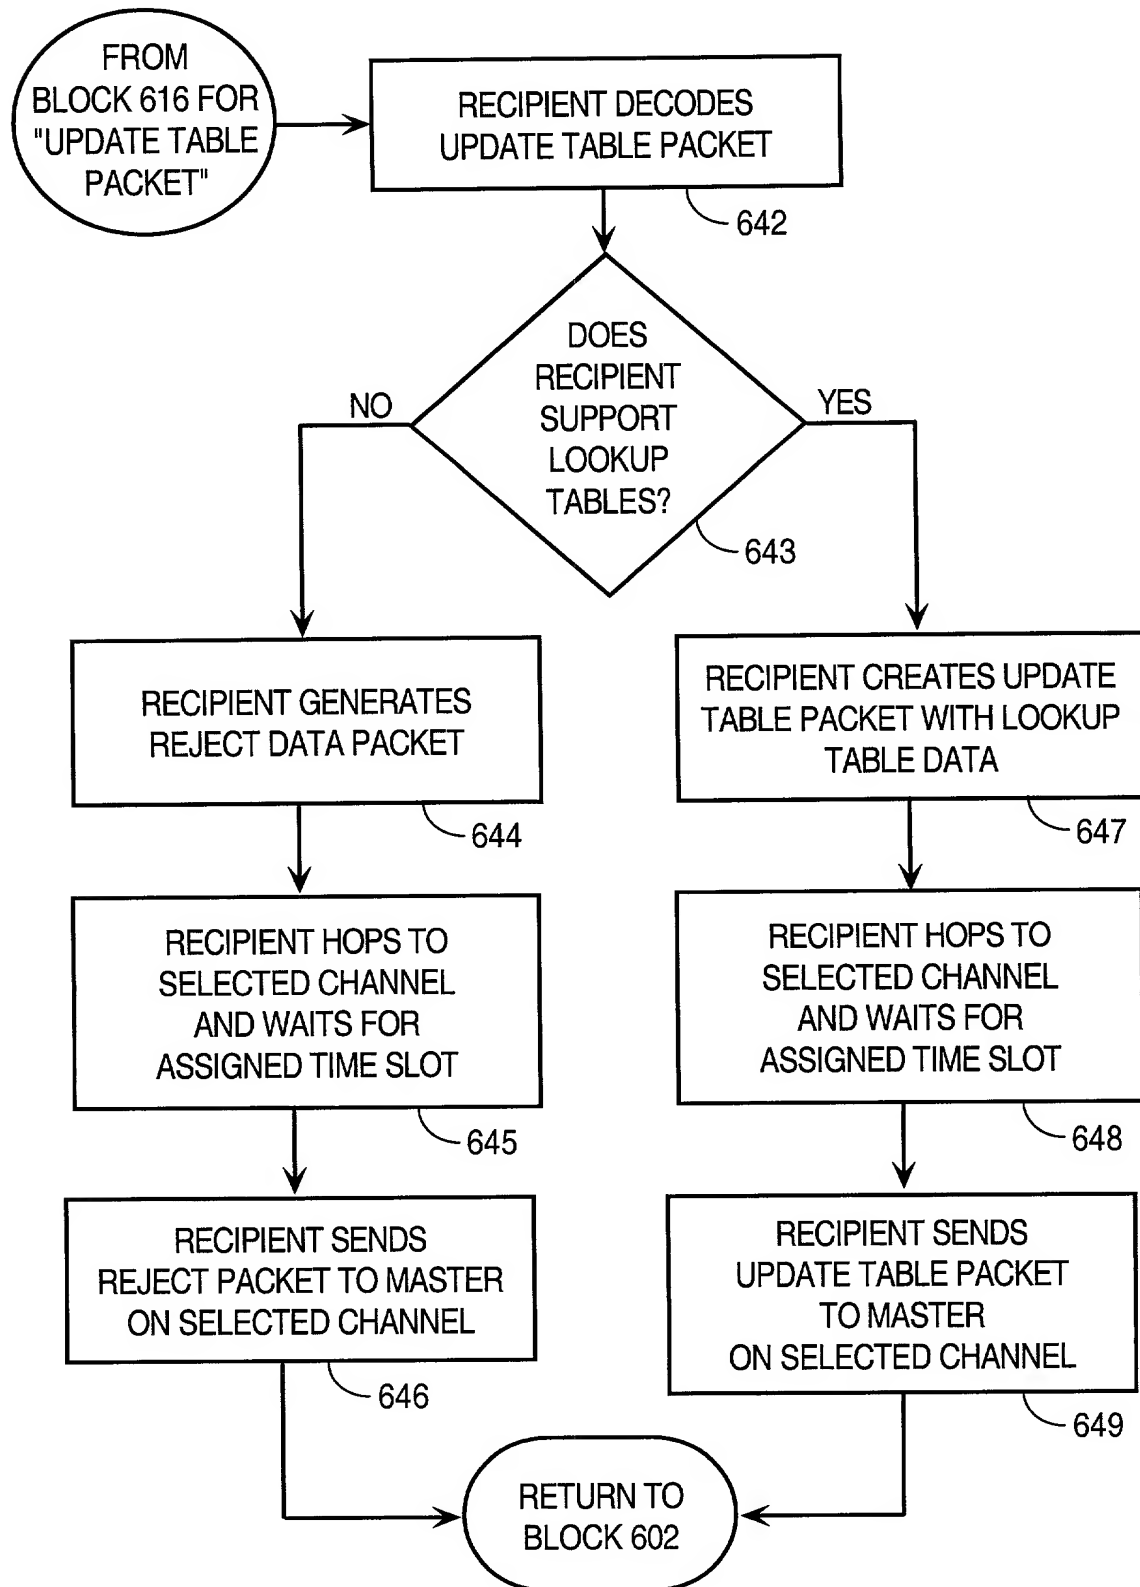 FROM
BLOCK 616 FOR
"UPDATE TABLE
PACKET"
RECIPIENT DECODES
UPDATE TABLE PACKET
642
DOES
RECIPIENT
SUPPORT
LOOKUP
TABLES?
643
NO
YES
RECIPIENT GENERATES
REJECT DATA PACKET
644
RECIPIENT CREATES UPDATE
TABLE PACKET WITH LOOKUP
TABLE DATA
647
RECIPIENT HOPS TO
SELECTED CHANNEL
AND WAITS FOR
ASSIGNED TIME SLOT
645
RECIPIENT HOPS TO
SELECTED CHANNEL
AND WAITS FOR
ASSIGNED TIME SLOT
648
RECIPIENT SENDS
REJECT PACKET TO MASTER
ON SELECTED CHANNEL
646
RECIPIENT SENDS
UPDATE TABLE PACKET
TO MASTER
ON SELECTED CHANNEL
649
RETURN TO
BLOCK 602